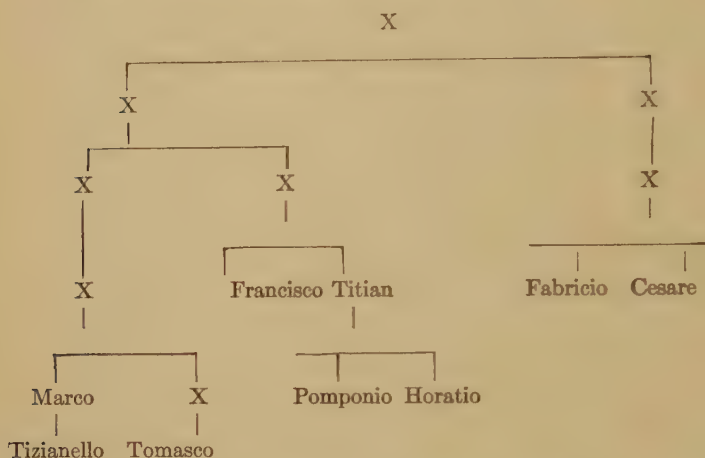 X
X X
X X X
X Francisco Titian Fabricio Cesare
Marco X Pomponio Horatio
Tizianello Tomasco